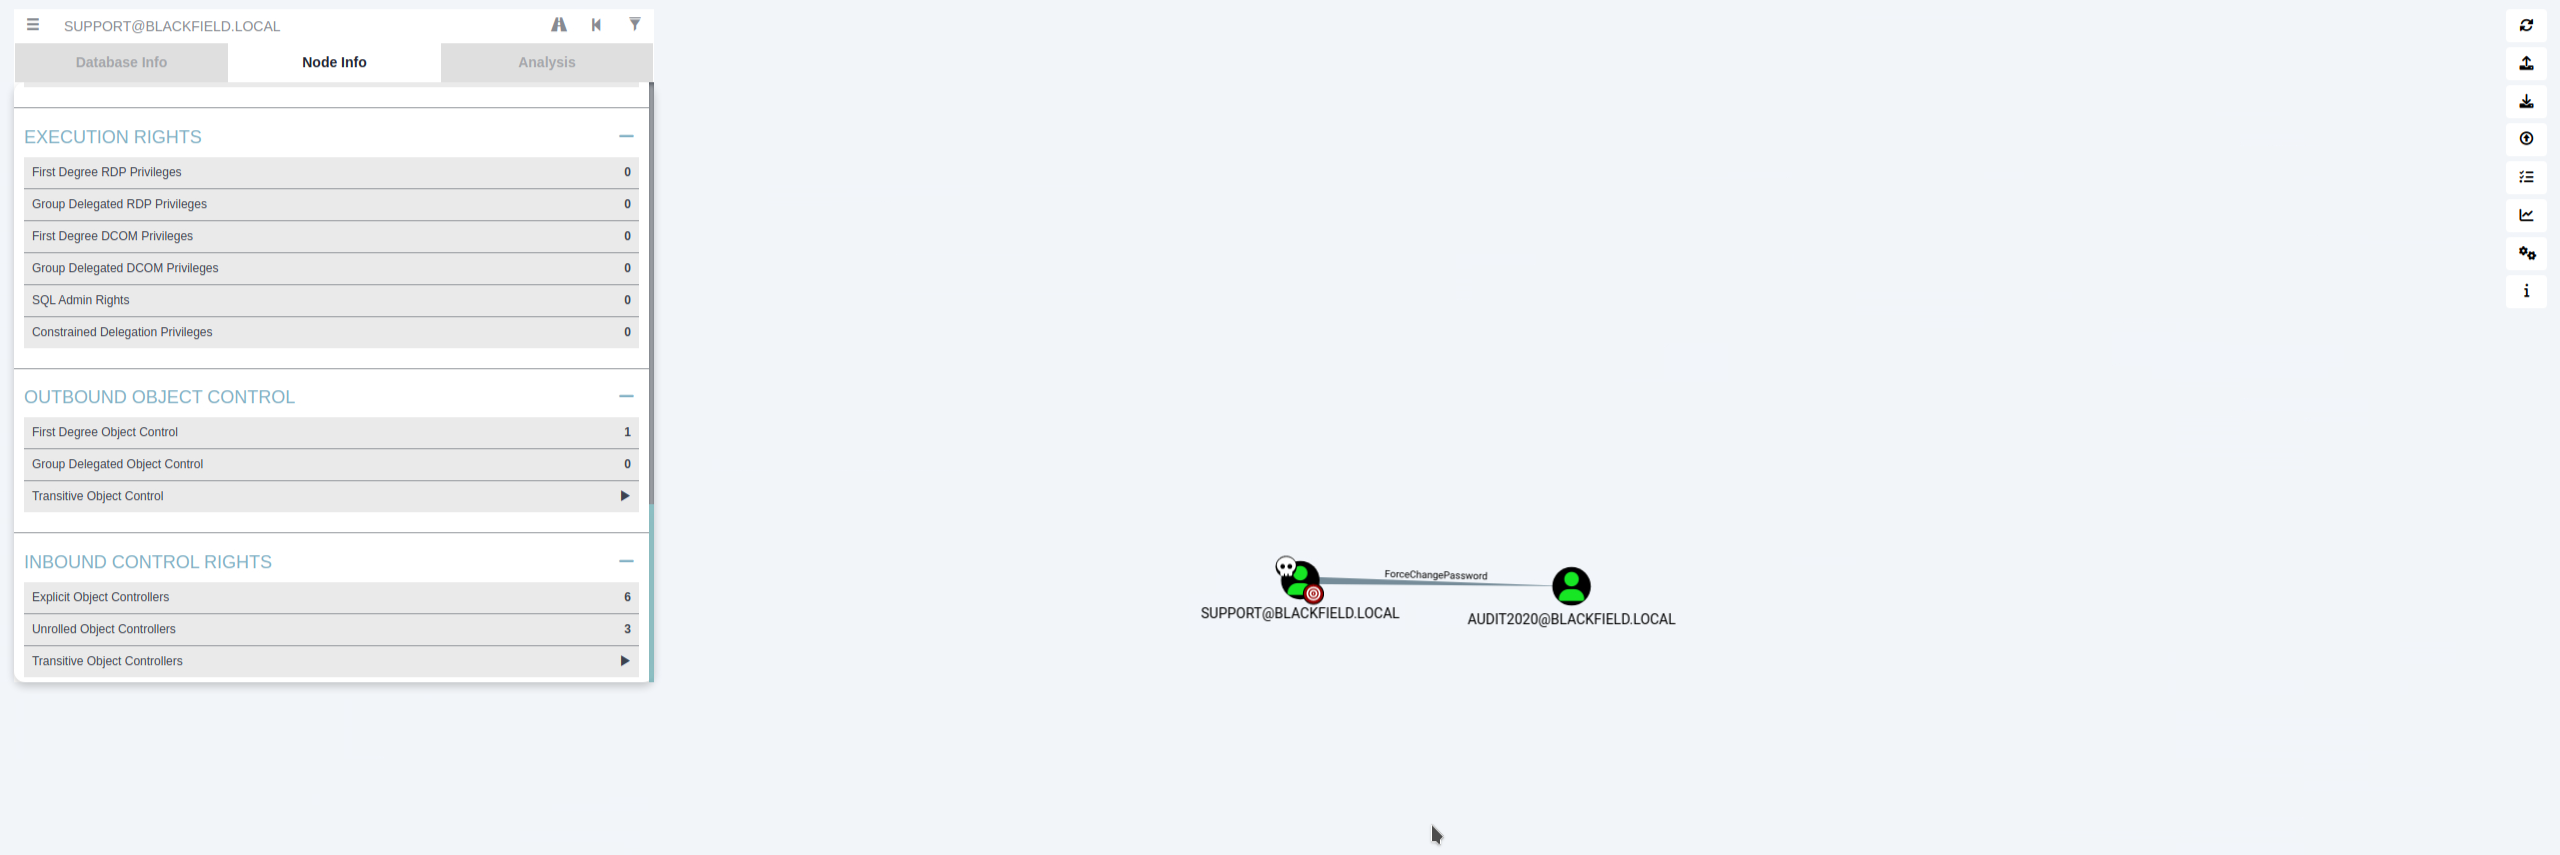 SUPPORT@BLACKFIELD.LOCAL
Database Info
Node Info
Analysis
EXECUTION RIGHTS
First Degree RDP Privileges 0
Group Delegated RDP Privileges 0
First Degree DCOM Privileges 0
Group Delegated DCOM Privileges 0
SQL Admin Rights 0
Constrained Delegation Privileges 0
OUTBOUND OBJECT CONTROL
First Degree Object Control 1
Group Delegated Object Control 0
Transitive Object Control
INBOUND CONTROL RIGHTS
Explicit Object Controllers 6
Unrolled Object Controllers 3
Transitive Object Controllers
ForceChangePassword
SUPPORT@BLACKFIELD.LOCAL
AUDIT2020@BLACKFIELD.LOCAL